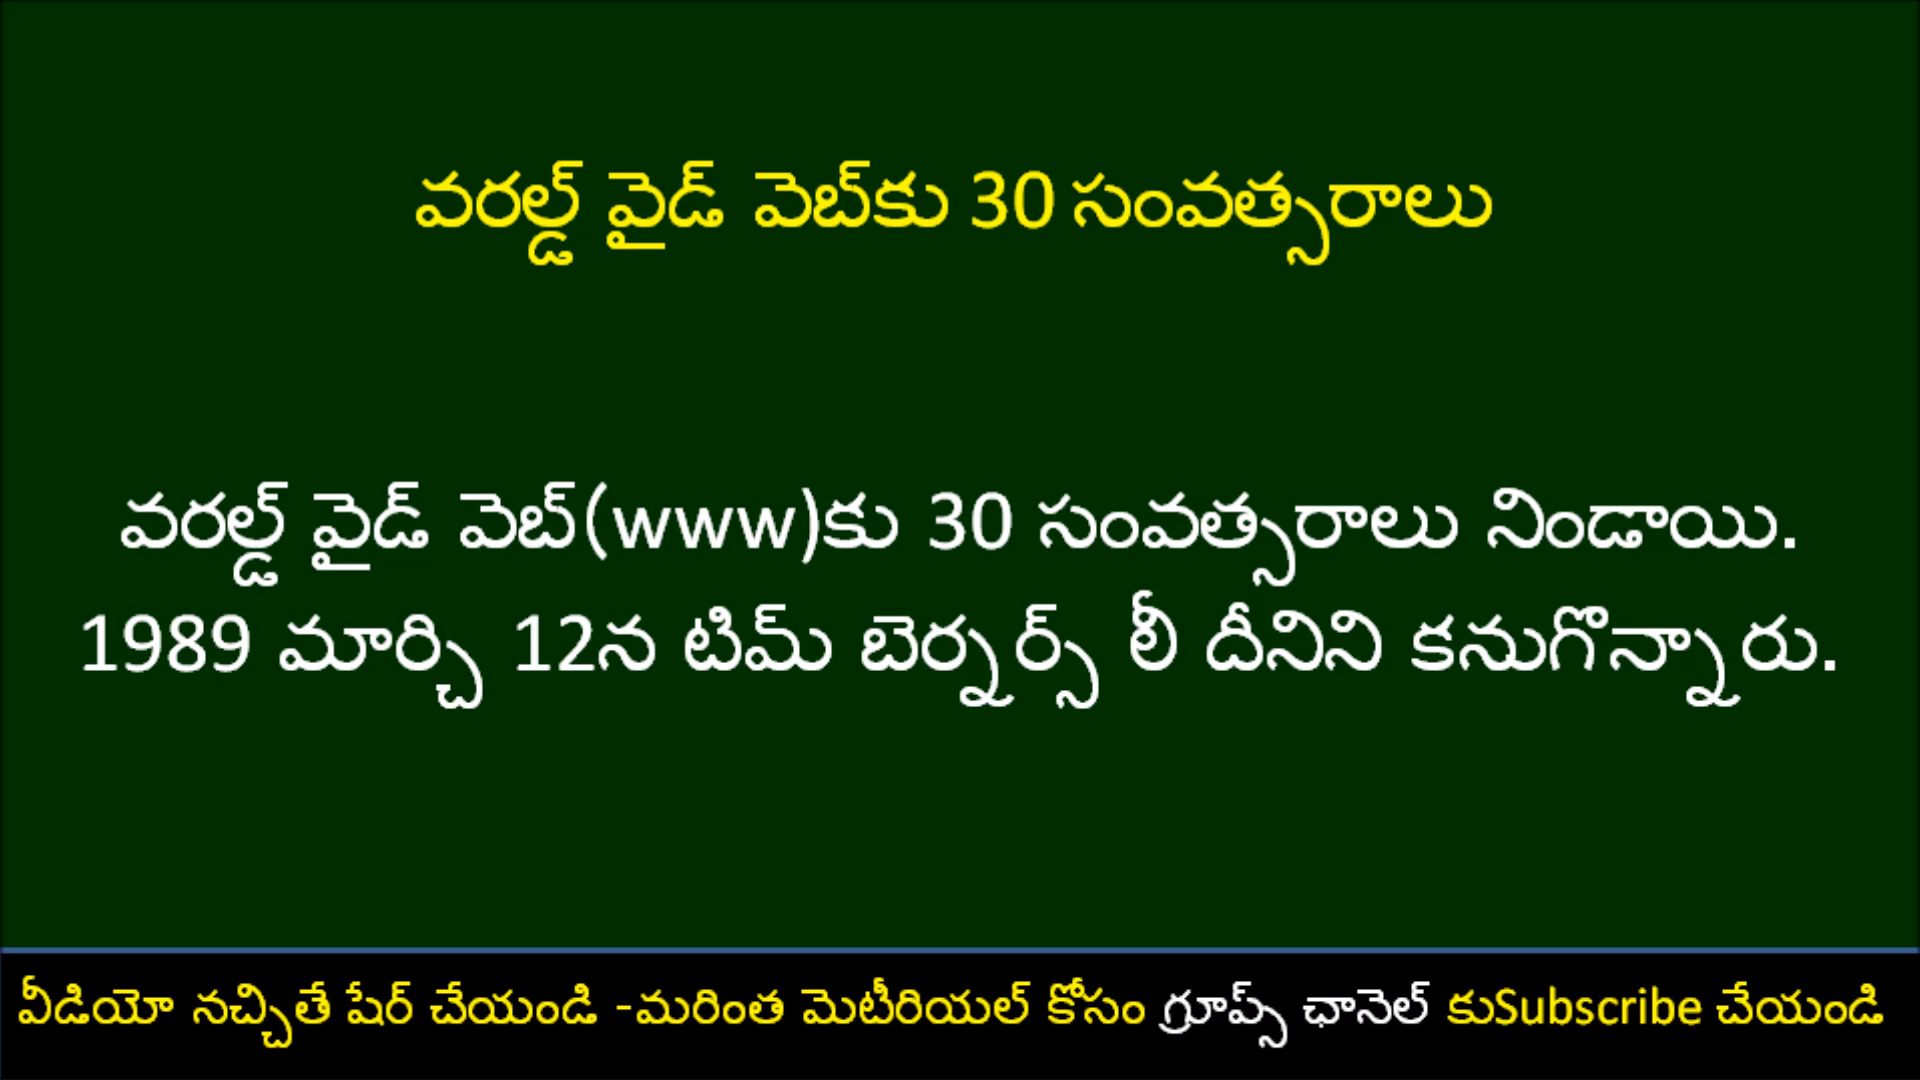 వరల్డ్ వైడ్ వెబ్‌కు 30 సంవత్సరాలు
వరల్డ్ వైడ్ వెబ్(www)కు 30 సంవత్సరాలు నిండాయి.
1989 మార్చి 12న టిమ్ బెర్నర్స్ లీ దీనిని కనుగొన్నారు.
వీడియో నచ్చితే షేర్ చేయండి -మరింత మెటీరియల్ కోసం గ్రూప్స్ ఛానెల్ కుSubscribe చేయండి